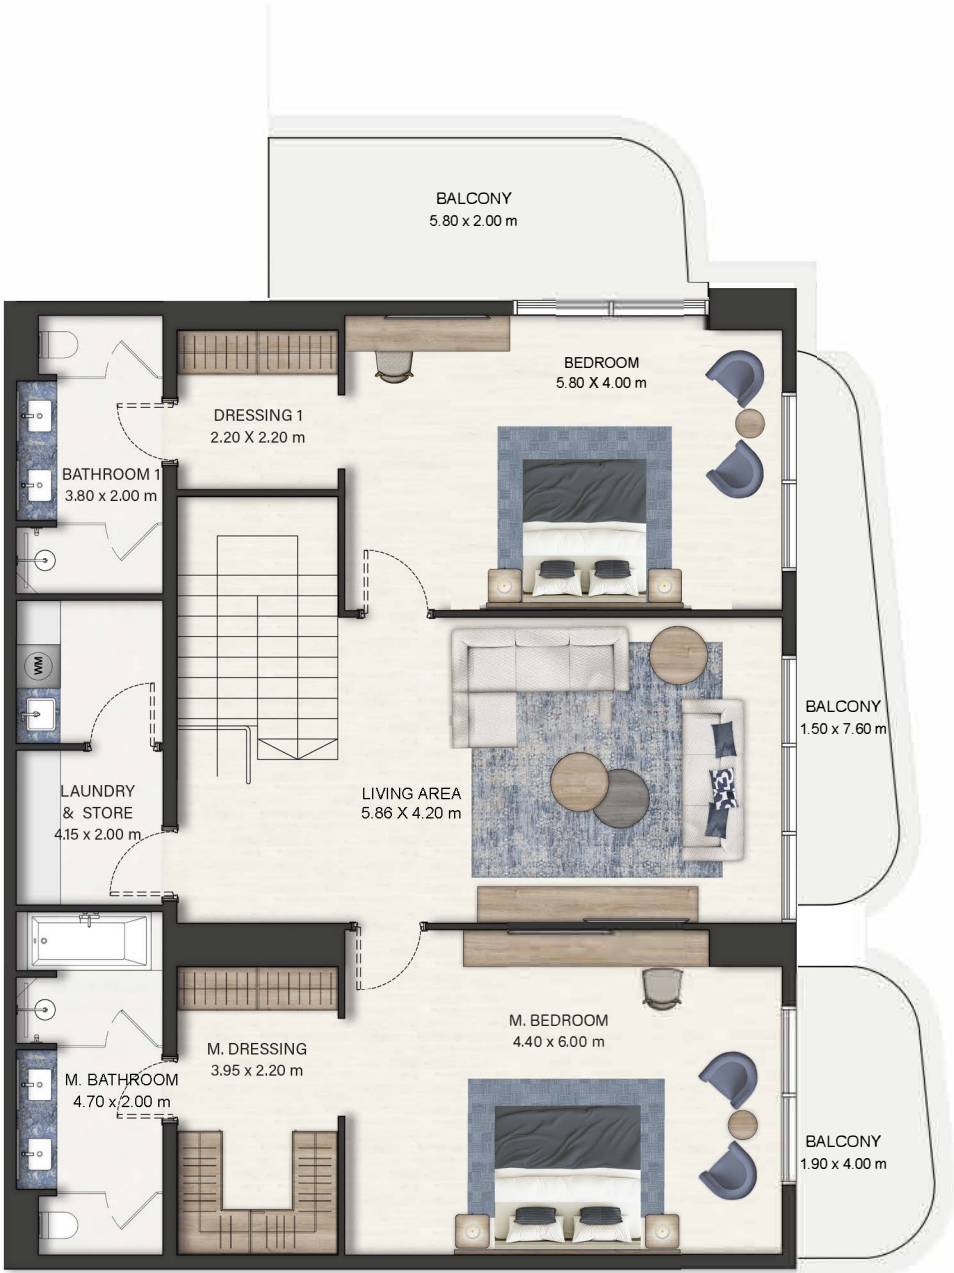 BALCONY
5.80 x 2.00 m
BEDROOM
5.80 X 4.00 m
DRESSING 1
2.20 X 2.20 m
BATHROOM 1
3.80 x 2.00 m
WM
BALCONY
1.50 x 7.60 m
LIVING AREA
5.86 X 4.20 m
LAUNDRY
& STORE
4.15 x 2.00 m
M. BEDROOM
4.40 x 6.00 m
M. DRESSING
3.95 x 2.20 m
M. BATHROOM
4.70 x 2.00 m
BALCONY
1.90 x 4.00 m